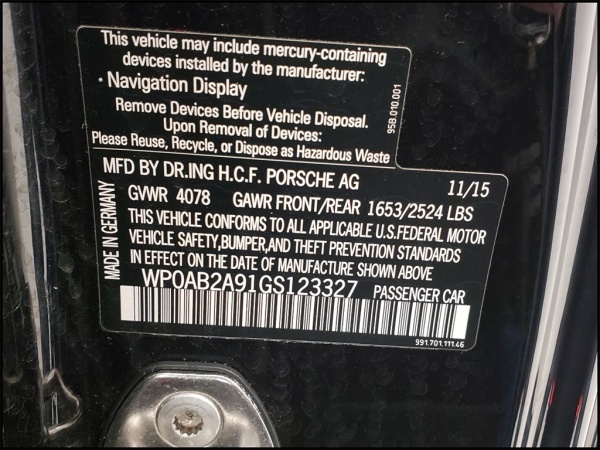 This vehicle may include mercury-containing
devices installed by the manufacturer:
· Navigation Display
Remove Devices Before Vehicle Disposal.
Upon Removal of Devices:
Please Reuse, Recycle, or Dispose as Hazardous Waste
95B.010.001
MFD BY DR.ING H.C.F. PORSCHE AG 11/15
GVWR 4078 GAWR FRONT/REAR 1653/2524 LBS
THIS VEHICLE CONFORMS TO ALL APPLICABLE U.S.FEDERAL MOTOR
VEHICLE SAFETY,BUMPER,AND THEFT PREVENTION STANDARDS
IN EFFECT ON THE DATE OF MANUFACTURE SHOWN ABOVE
WP0AB2A91GS123327 PASSENGER CAR
MADE IN GERMANY
991.701.111.46